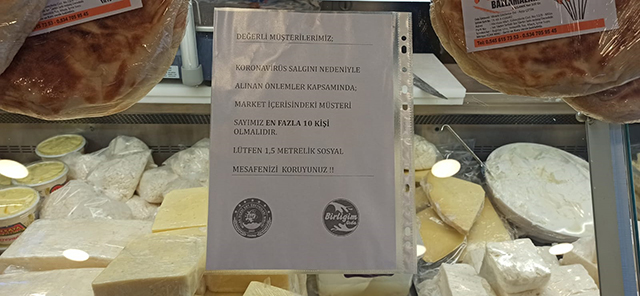 DEĞERLİ MÜŞTERİLERİMİZ;
KORONAVİRÜS SALGINI NEDENİYLE
ALINAN ÖNLEMLER KAPSAMINDA;
MARKET İÇERİSİNDEKİ MÜŞTERİ
SAYIMIZ EN FAZLA 10 KİŞİ
OLMALIDIR.
LÜTFEN 1,5 METRELİK SOSYAL
MESAFENİZİ KORUYUNUZ !!
Birliğim